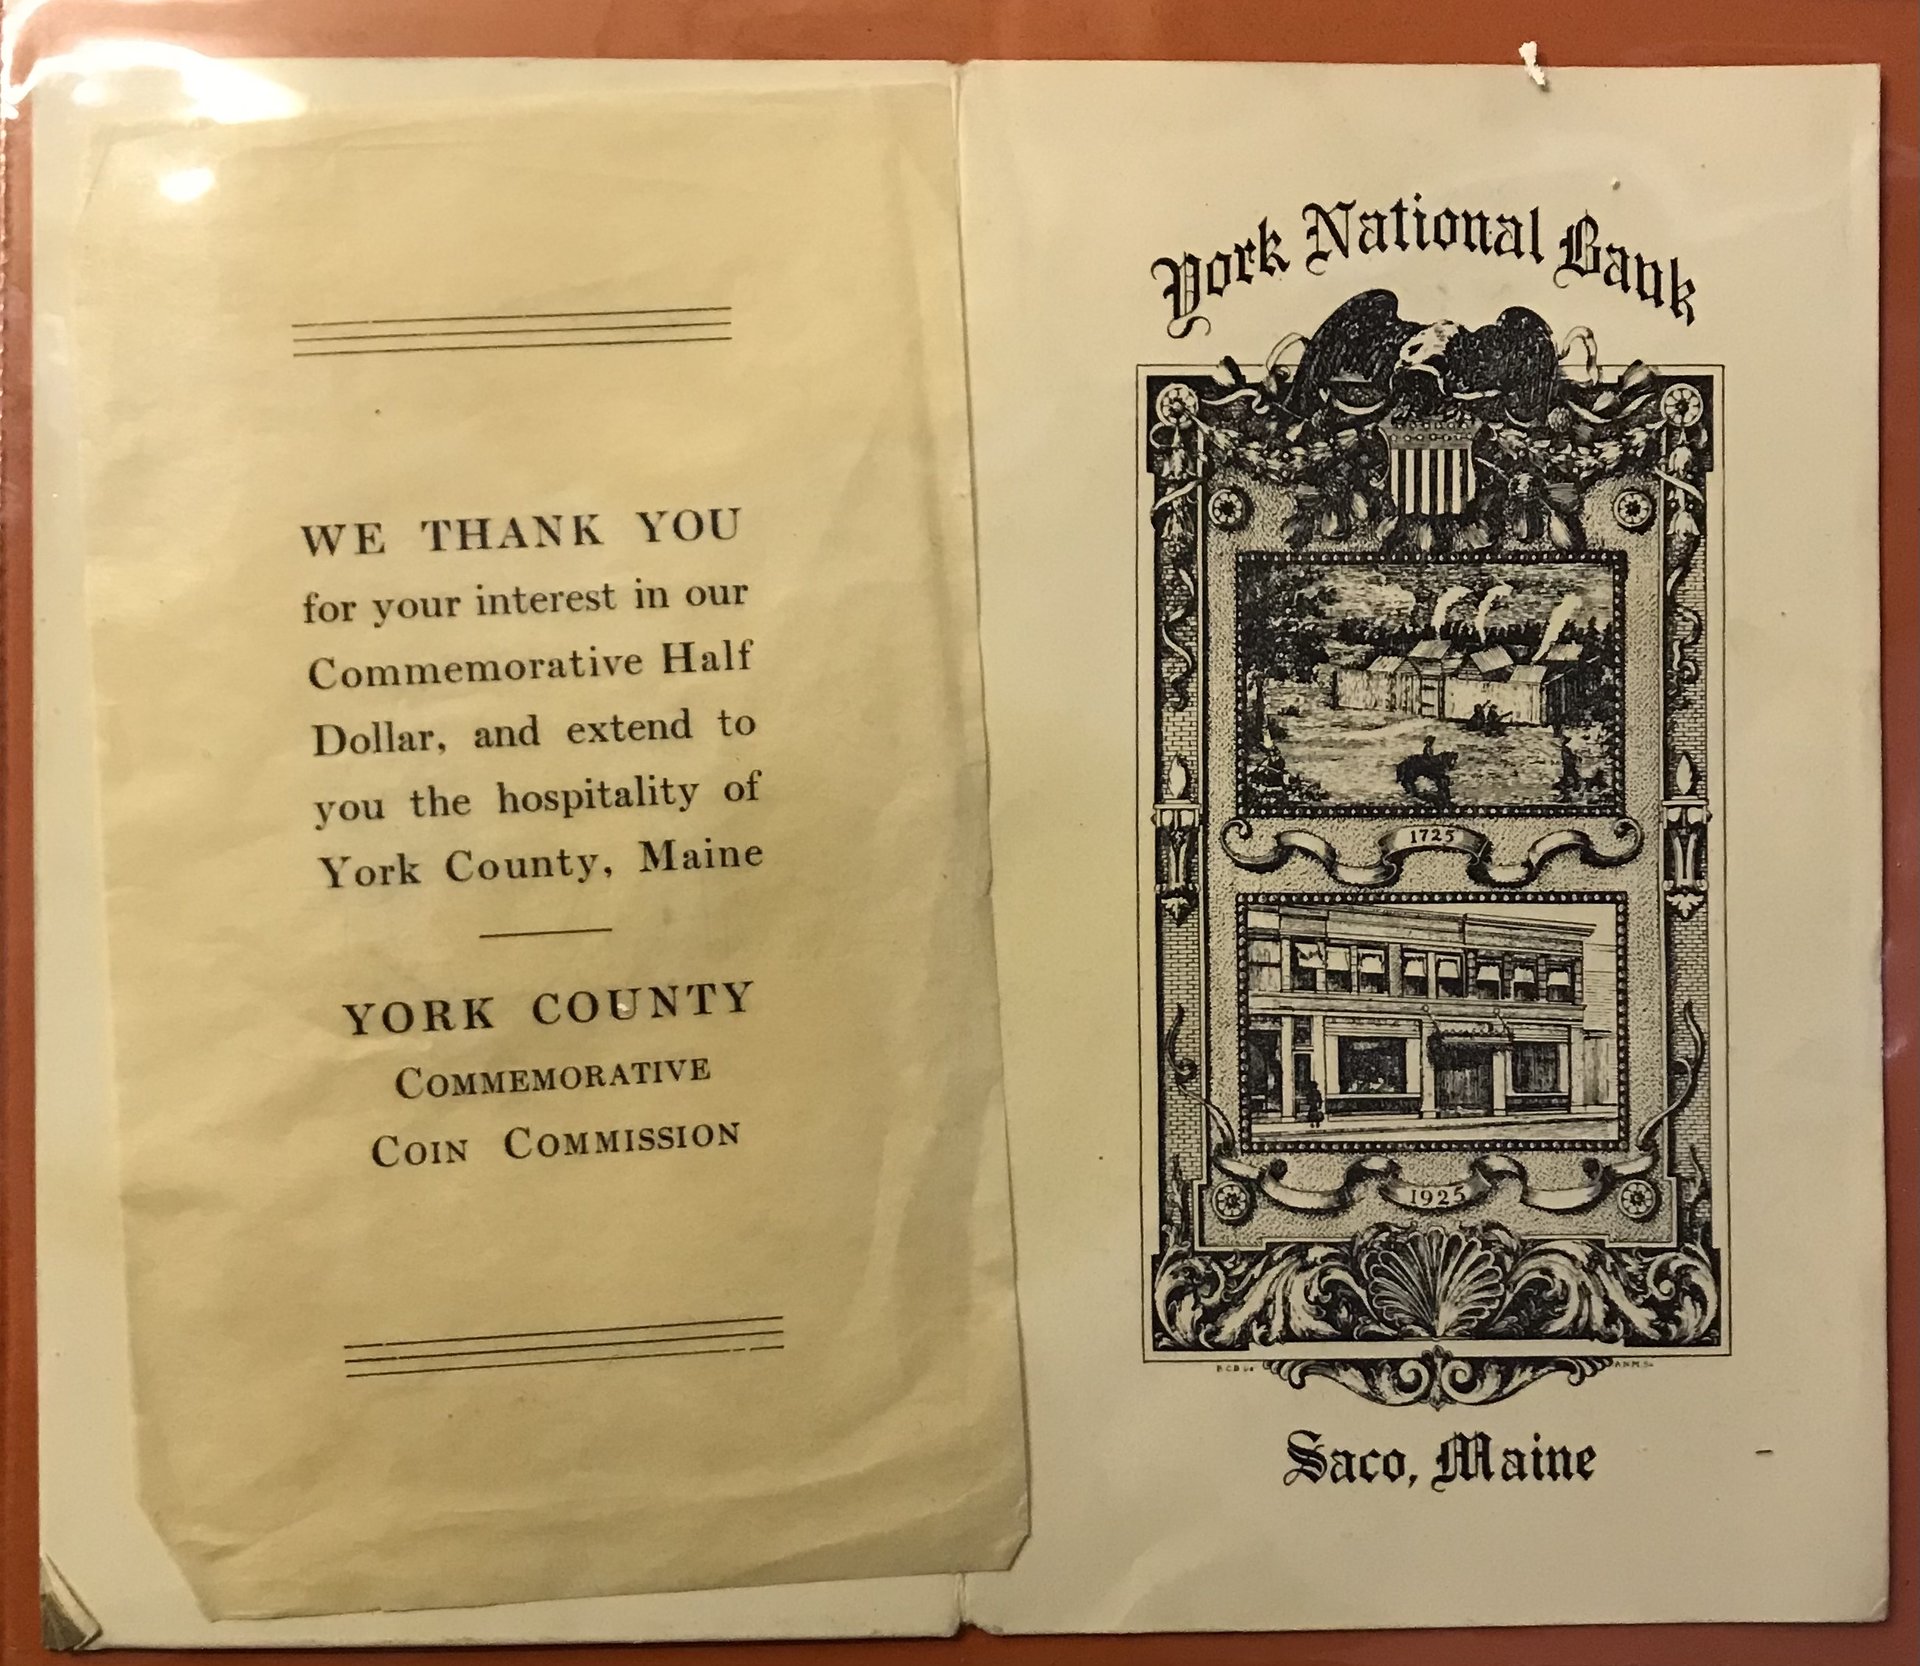 WE THANK YOU
for your interest in our
Commemorative Half
Dollar, and extend to
you the hospitality of
York County, Maine
YORK COUNTY
COMMEMORATIVE
COIN COMMISSION
York National Bank
1725
1925
Saco, Maine